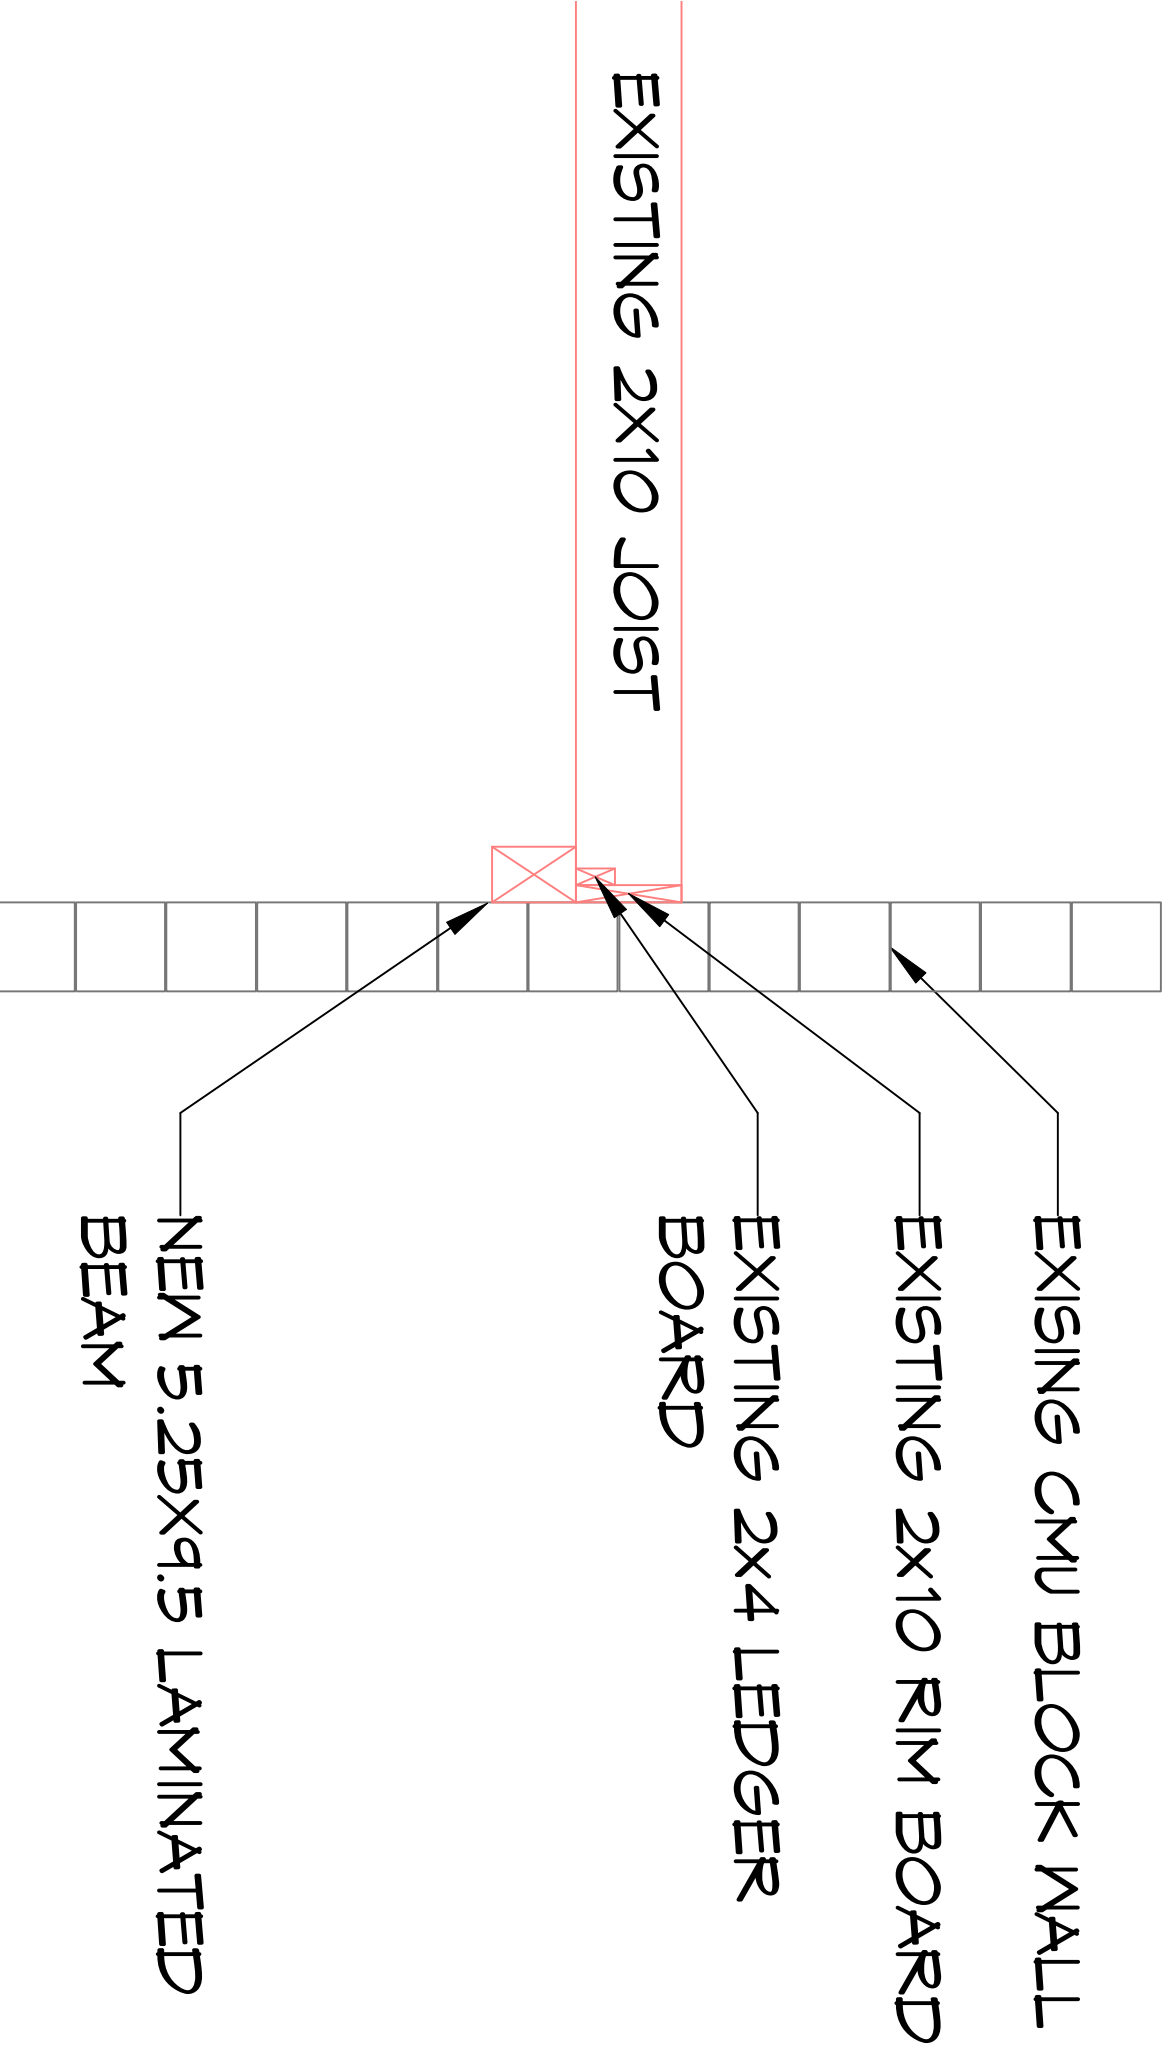 EXISTING 2X10 JOIST
EXISING CMU BLOCK WALL
EXISTING 2X10 RIM BOARD
EXISTING 2X4 LEDGER
BOARD
NEW 5.25X9.5 LAMINATED
BEAM